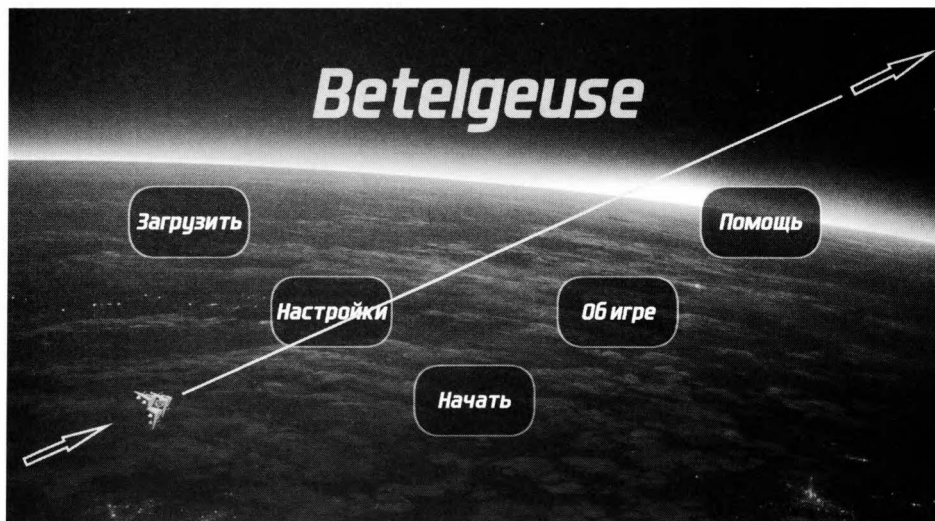 Betelgeuse
Загрузить
Помощь
Настройки
Об игре
Начать